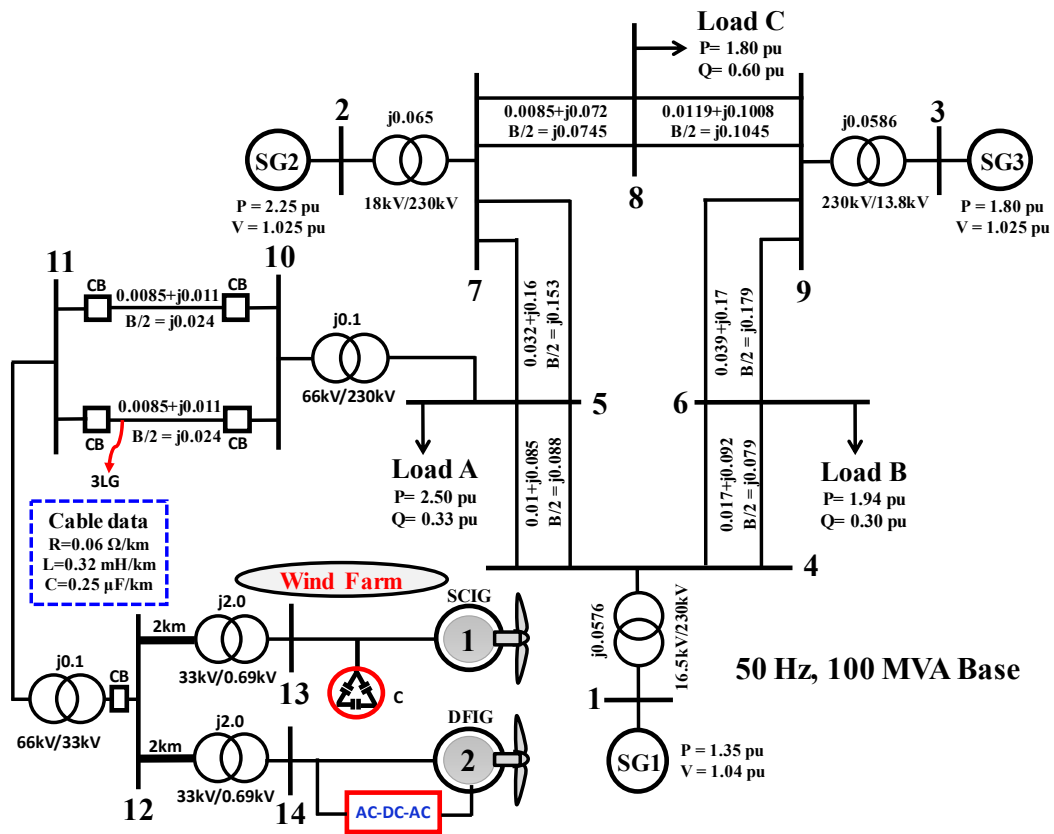 Load C
P= 1.80 pu
Q= 0.60 pu
2
j0.065
0.0085+j0.072
B/2 = j0.0745
0.0119+j0.1008
B/2 = j0.1045
j0.0586
3
SG2
SG3
18kV/230kV
8
230kV/13.8kV
P = 2.25 pu
V = 1.025 pu
P = 1.80 pu
V = 1.025 pu
11
10
7
9
CB
0.0085+j0.011
CB
B/2 = j0.024
j0.1
66kV/230kV
0.032+j0.16
B/2 = j0.153
0.039+j0.17
B/2 = j0.179
0.0085+j0.011
CB
B/2 = j0.024
CB
5
6
3LG
Load A
P= 2.50 pu
Q= 0.33 pu
0.01+j0.085
B/2 = j0.088
0.017+j0.092
B/2 = j0.079
Load B
P= 1.94 pu
Q= 0.30 pu
Cable data
R=0.06 Ω/km
L=0.32 mH/km
C=0.25 µF/km
4
Wind Farm
SCIG
j2.0
2km
1
33kV/0.69kV
13
C
j0.0576
16.5kV/230kV
50 Hz, 100 MVA Base
j0.1
CB
66kV/33kV
1
DFIG
j2.0
2km
2
33kV/0.69kV
12
14
AC-DC-AC
SG1
P = 1.35 pu
V = 1.04 pu